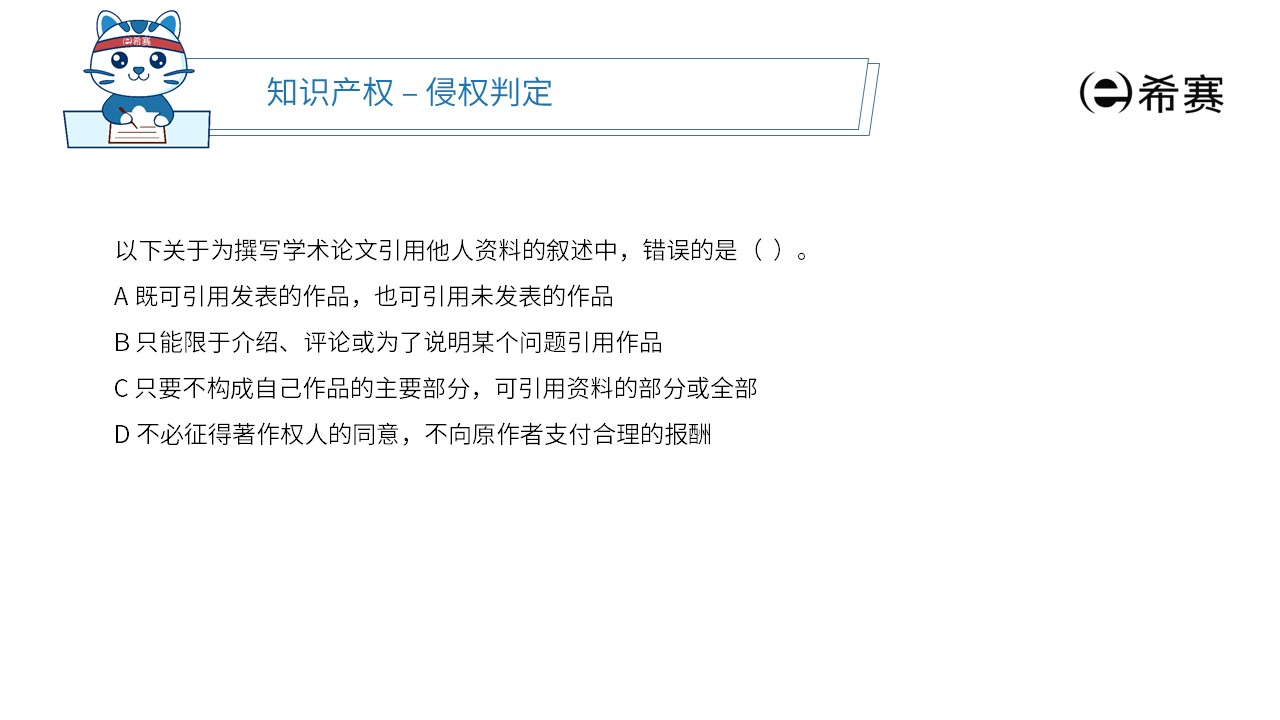 希赛
知识产权 – 侵权判定
希赛
以下关于为撰写学术论文引用他人资料的叙述中，错误的是（ ）。
A 既可引用发表的作品，也可引用未发表的作品
B 只能限于介绍、评论或为了说明某个问题引用作品
C 只要不构成自己作品的主要部分，可引用资料的部分或全部
D 不必征得著作权人的同意，不向原作者支付合理的报酬